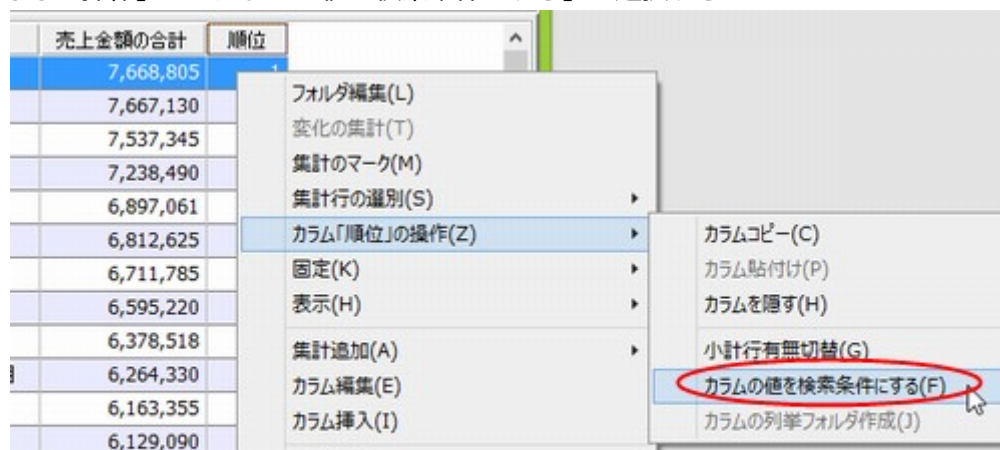 売上金額の合計 順位
7,668,805 1
7,667,130
7,537,345
7,238,490
6,897,061
6,812,625
6,711,785
6,595,220
6,378,518
6,264,330
6,163,355
6,129,090
フォルダ編集(L)
変化の集計(T)
集計のマーク(M)
集計行の選別(S)
カラム「順位」の操作(Z)
固定(K)
表示(H)
集計追加(A)
カラム編集(E)
カラム挿入(I)
カラムコピー(C)
カラム貼付け(P)
カラムを隠す(H)
小計行有無切替(G)
カラムの値を検索条件にする(F)
カラムの列挙フォルダ作成(J)